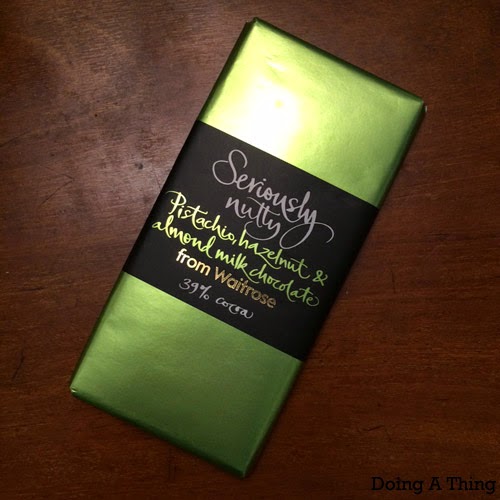 Seriously
nutty
Pistachio, hazelnut &
almond milk chocolate
from Waitrose
39% cocoa
Doing A Thing